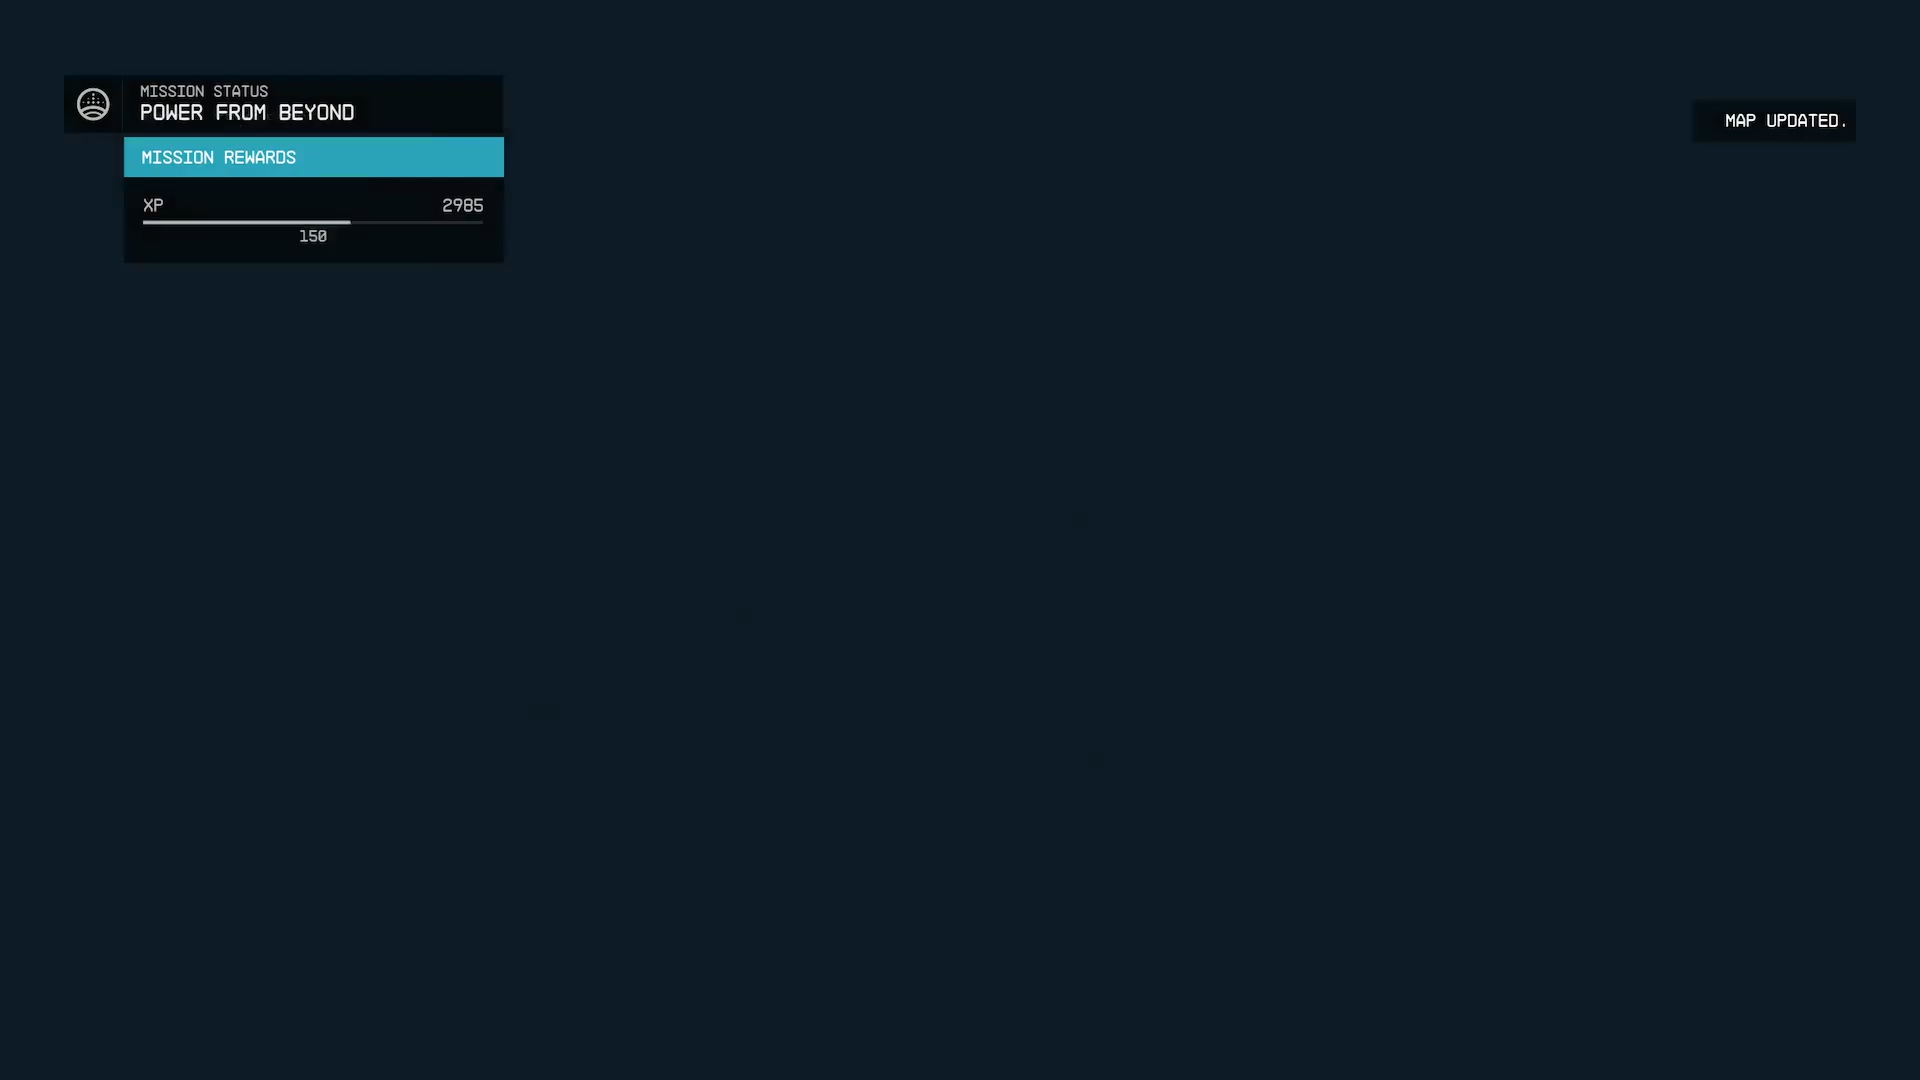 MISSION STATUS
POWER FROM BEYOND
MAP UPDATED.
MISSION REWARDS
XP 2985
150